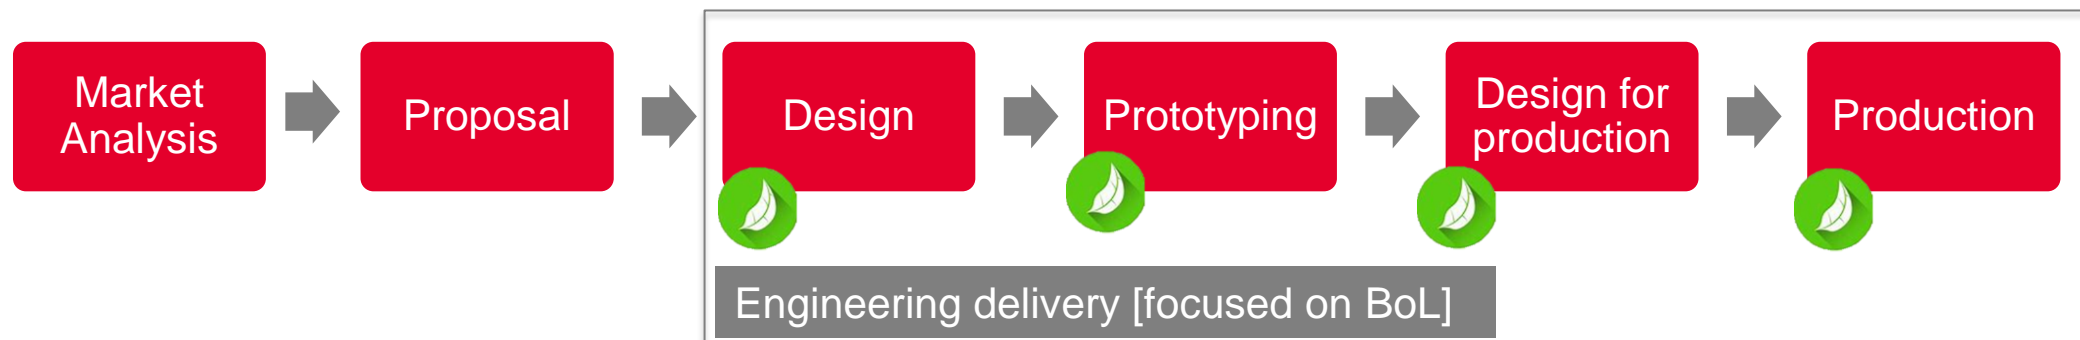 Market
Analysis
Proposal
Design
Prototyping
Design for
production
Production
Engineering delivery [focused on BoL]